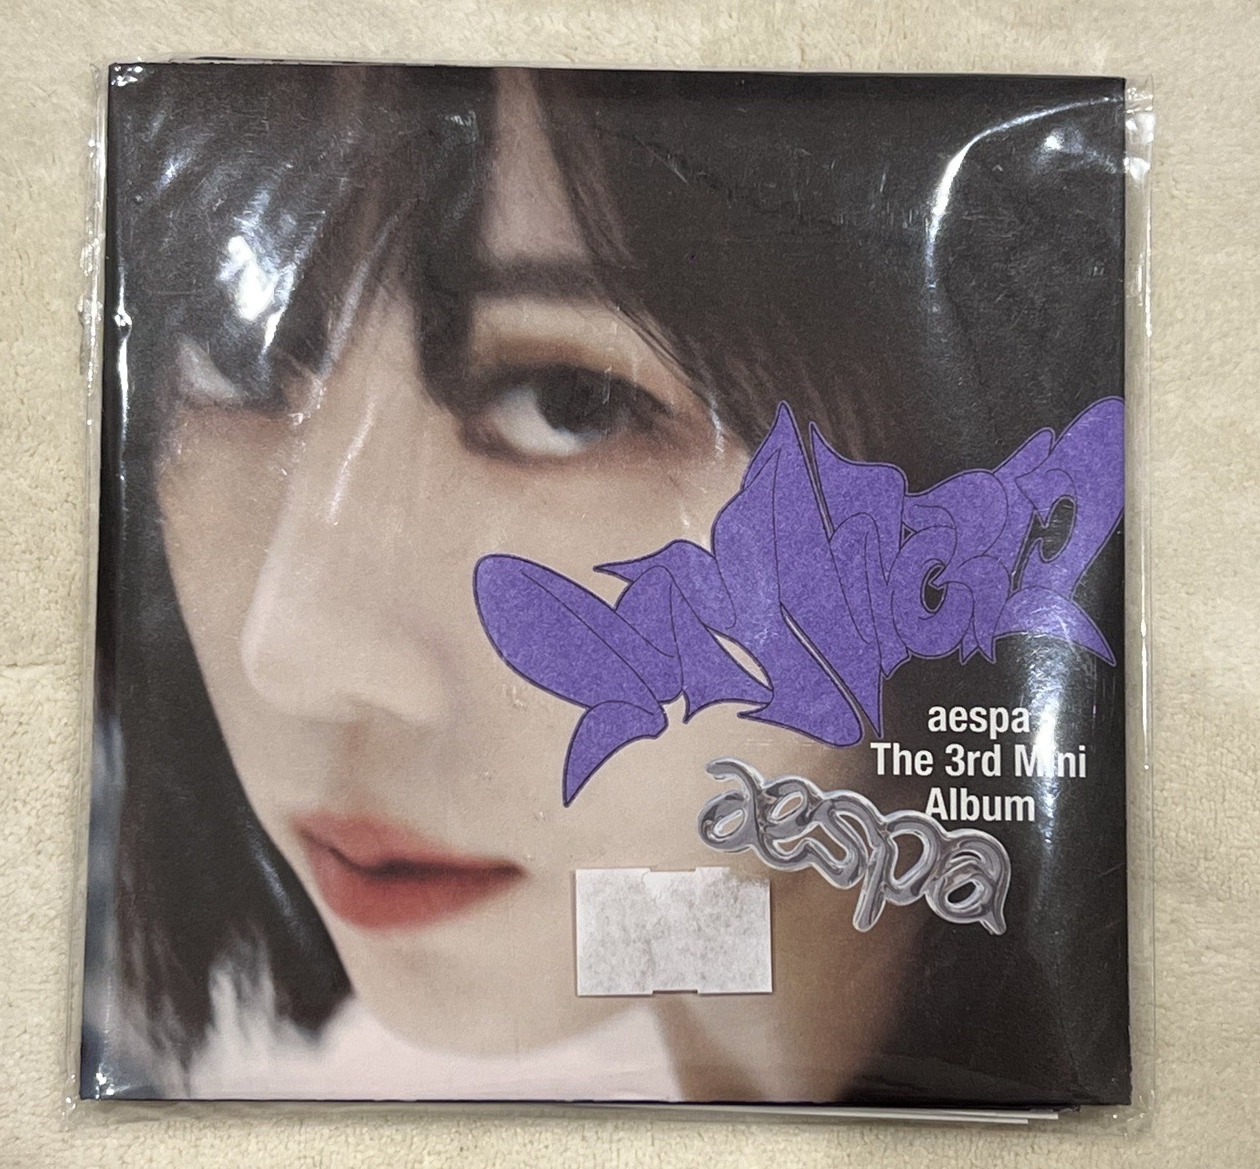 aespa
The 3rd Mini
Album
aespa